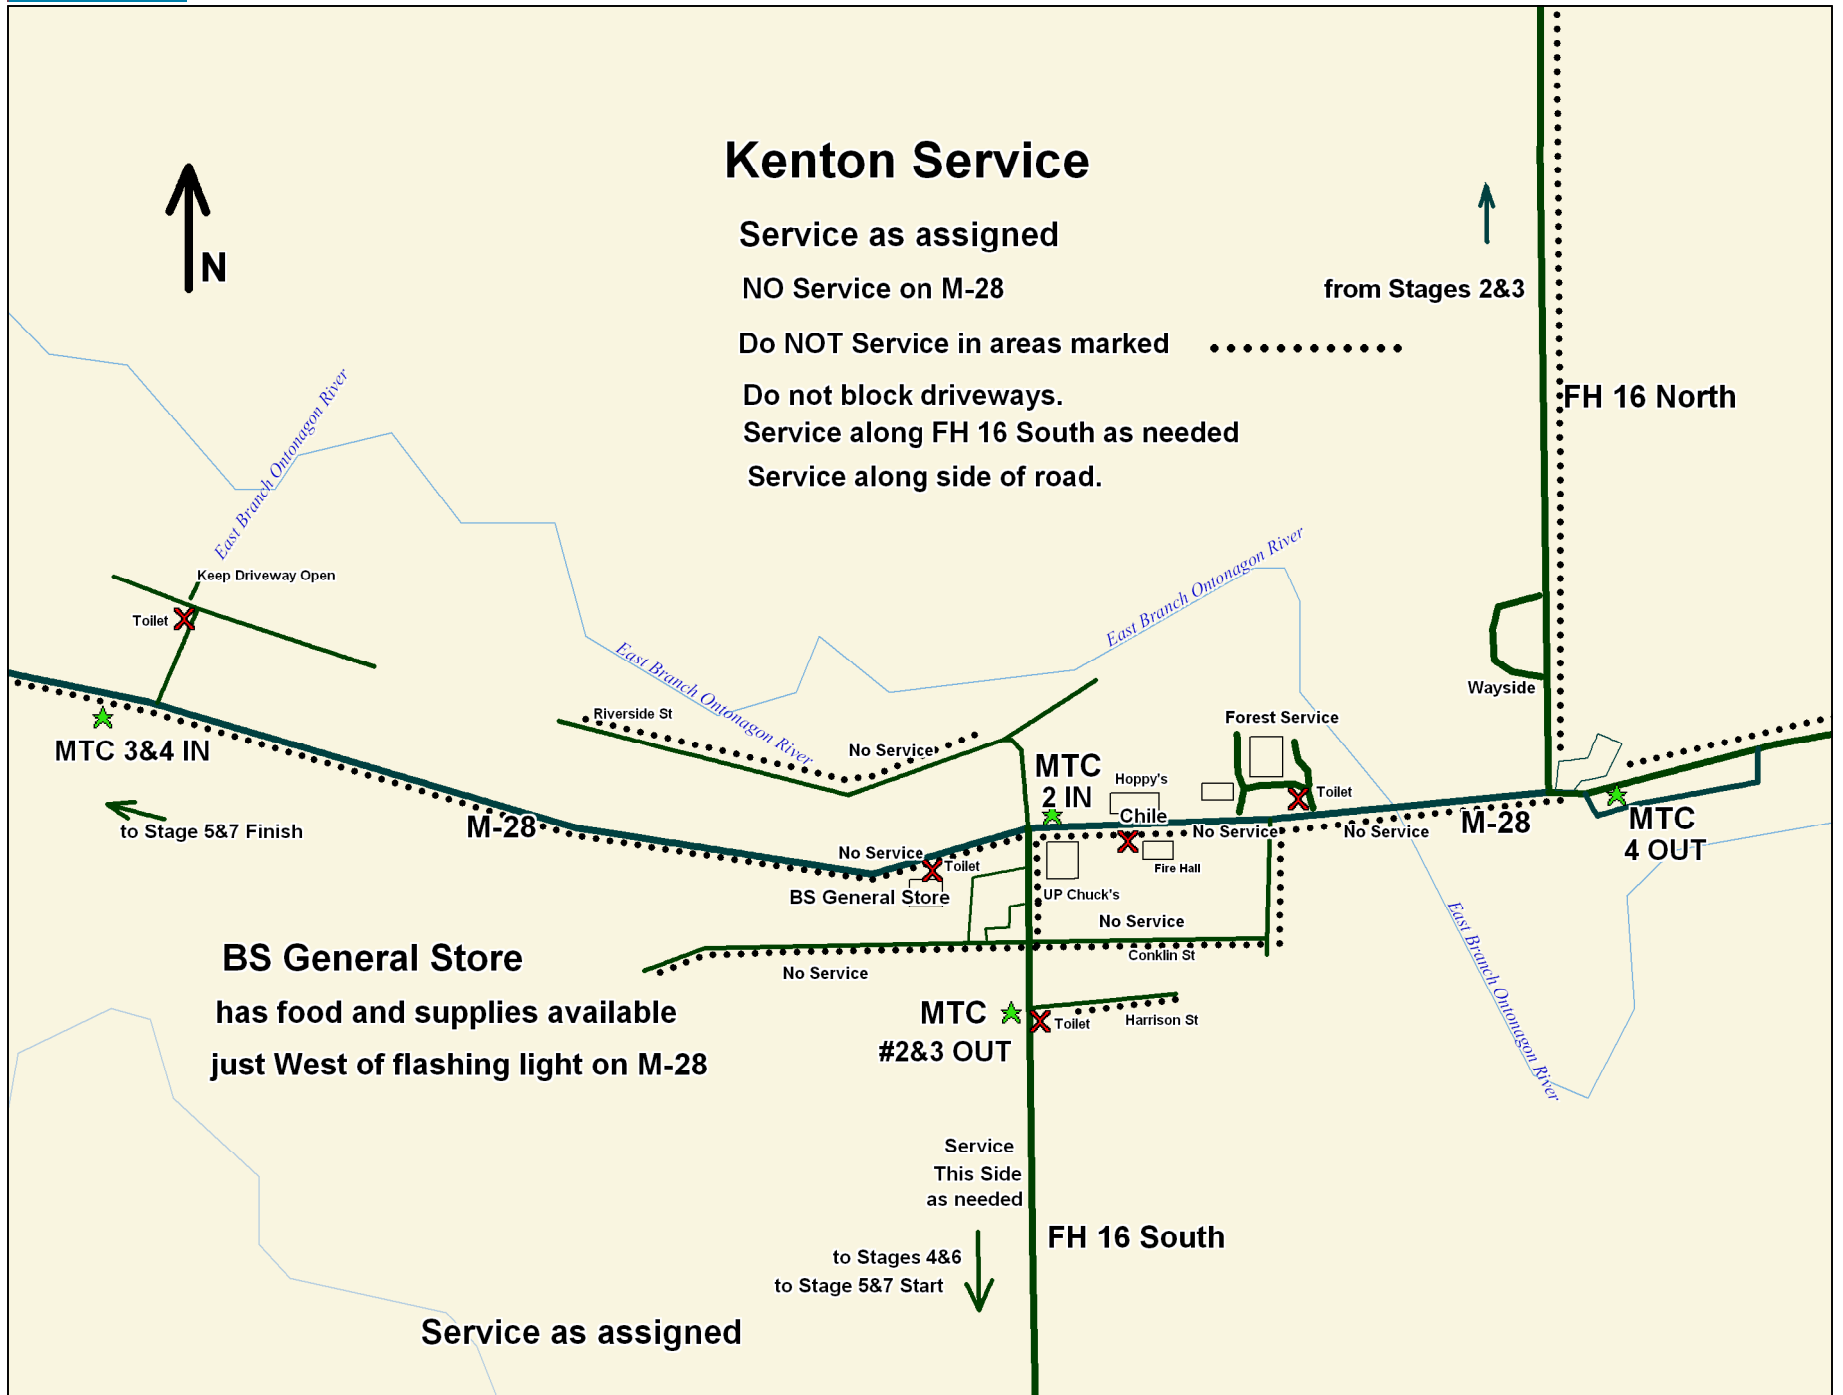 Kenton Service
Service as assigned
NO Service on M-28
from Stages 2&3
Do NOT Service in areas marked
Do not block driveways.
Service along FH 16 South as needed
Service along side of road.
N
FH 16 North
East Branch Ontonagon River
Keep Driveway Open
Toilet
East Branch Ontonagon River
East Branch Ontonagon River
Wayside
Riverside St
No Service
Forest Service
MTC 3&4 IN
to Stage 5&7 Finish
M-28
MTC
2 IN
Hoppy's
Chile
Toilet
No Service
No Service
M-28
MTC
4 OUT
No Service
Toilet
BS General Store
UP Chuck's
Fire Hall
No Service
Conklin St
No Service
East Branch Ontonagon River
BS General Store
has food and supplies available
just West of flashing light on M-28
MTC
#2&3 OUT
Toilet
Harrison St
Service
This Side
as needed
FH 16 South
to Stages 4&6
to Stage 5&7 Start
Service as assigned